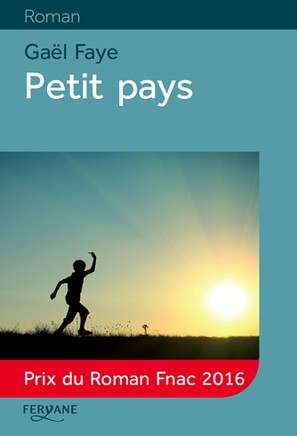 Roman
Gaël Faye
Petit pays
Prix du Roman Fnac 2016
FERYANE